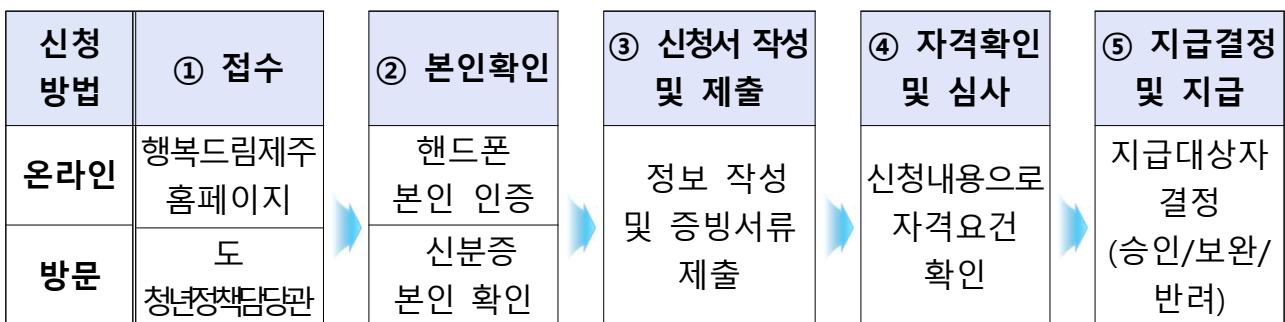 신청
방법
① 접수
② 본인확인
③ 신청서 작성
및 제출
④ 자격확인
및 심사
⑤ 지급결정
및 지급
온라인
행복드림제주
홈페이지
핸드폰
본인 인증
방문
도
청년정책담당관
신분증
본인 확인
정보 작성
및 증빙서류
제출
신청내용으로
자격요건
확인
지급대상자
결정
(승인/보완/
반려)